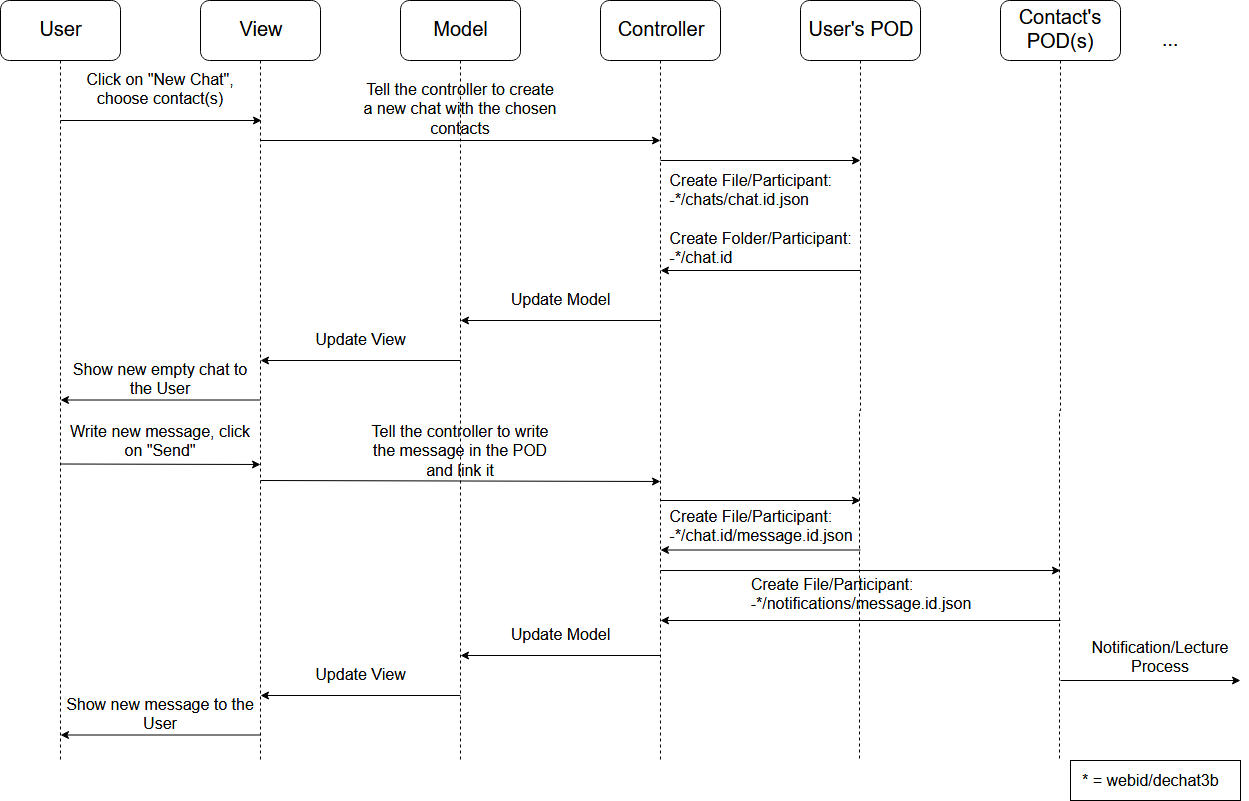 User
View
Model
Controller
User's POD
Contact's
POD(s)
...
Click on "New Chat",
choose contact(s)
Tell the controller to create
a new chat with the chosen
contacts
Create File/Participant:
-*/chats/chat.id.json
Create Folder/Participant:
-*/chat.id
Update Model
Update View
Show new empty chat to
the User
Write new message, click
on "Send"
Tell the controller to write
the message in the POD
and link it
Create File/Participant:
-*/chat.id/message.id.json
Create File/Participant:
-*/notifications/message.id.json
Update Model
Notification/Lecture
Process
Update View
Show new message to the
User
* = webid/dechat3b